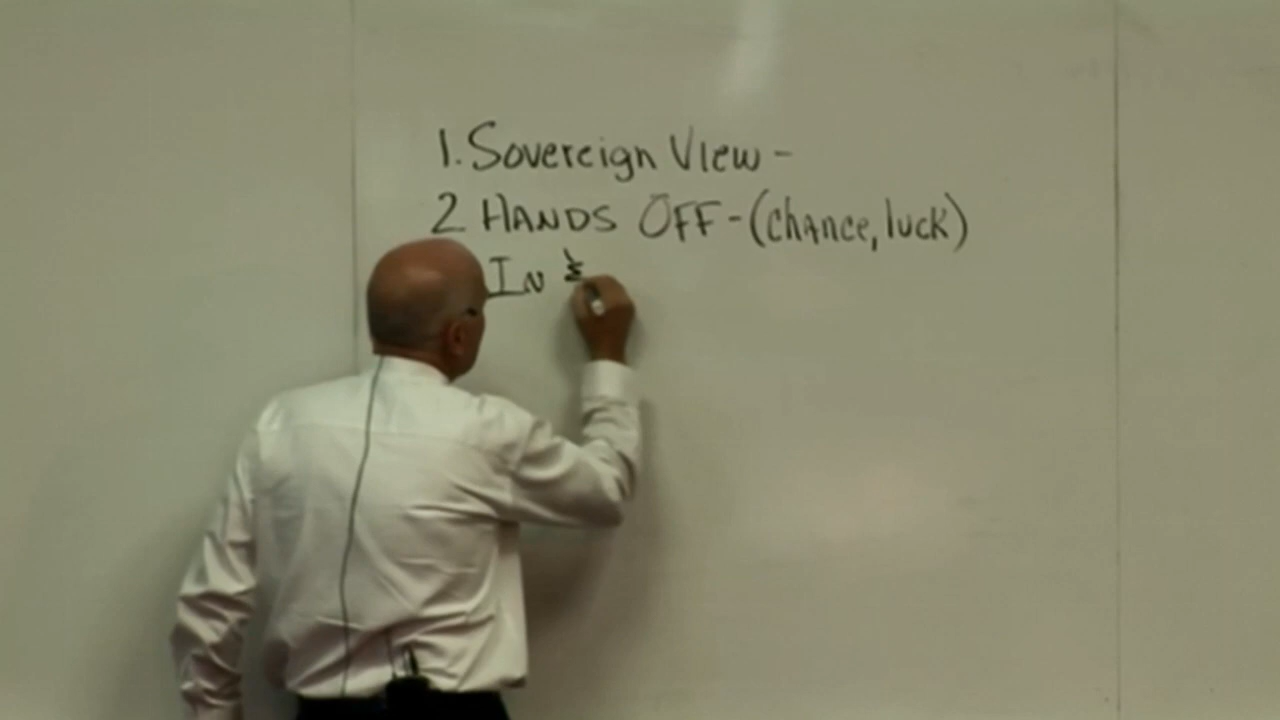 1. Sovereign View -
2 HANDS OFF - (Chance, luck)
In